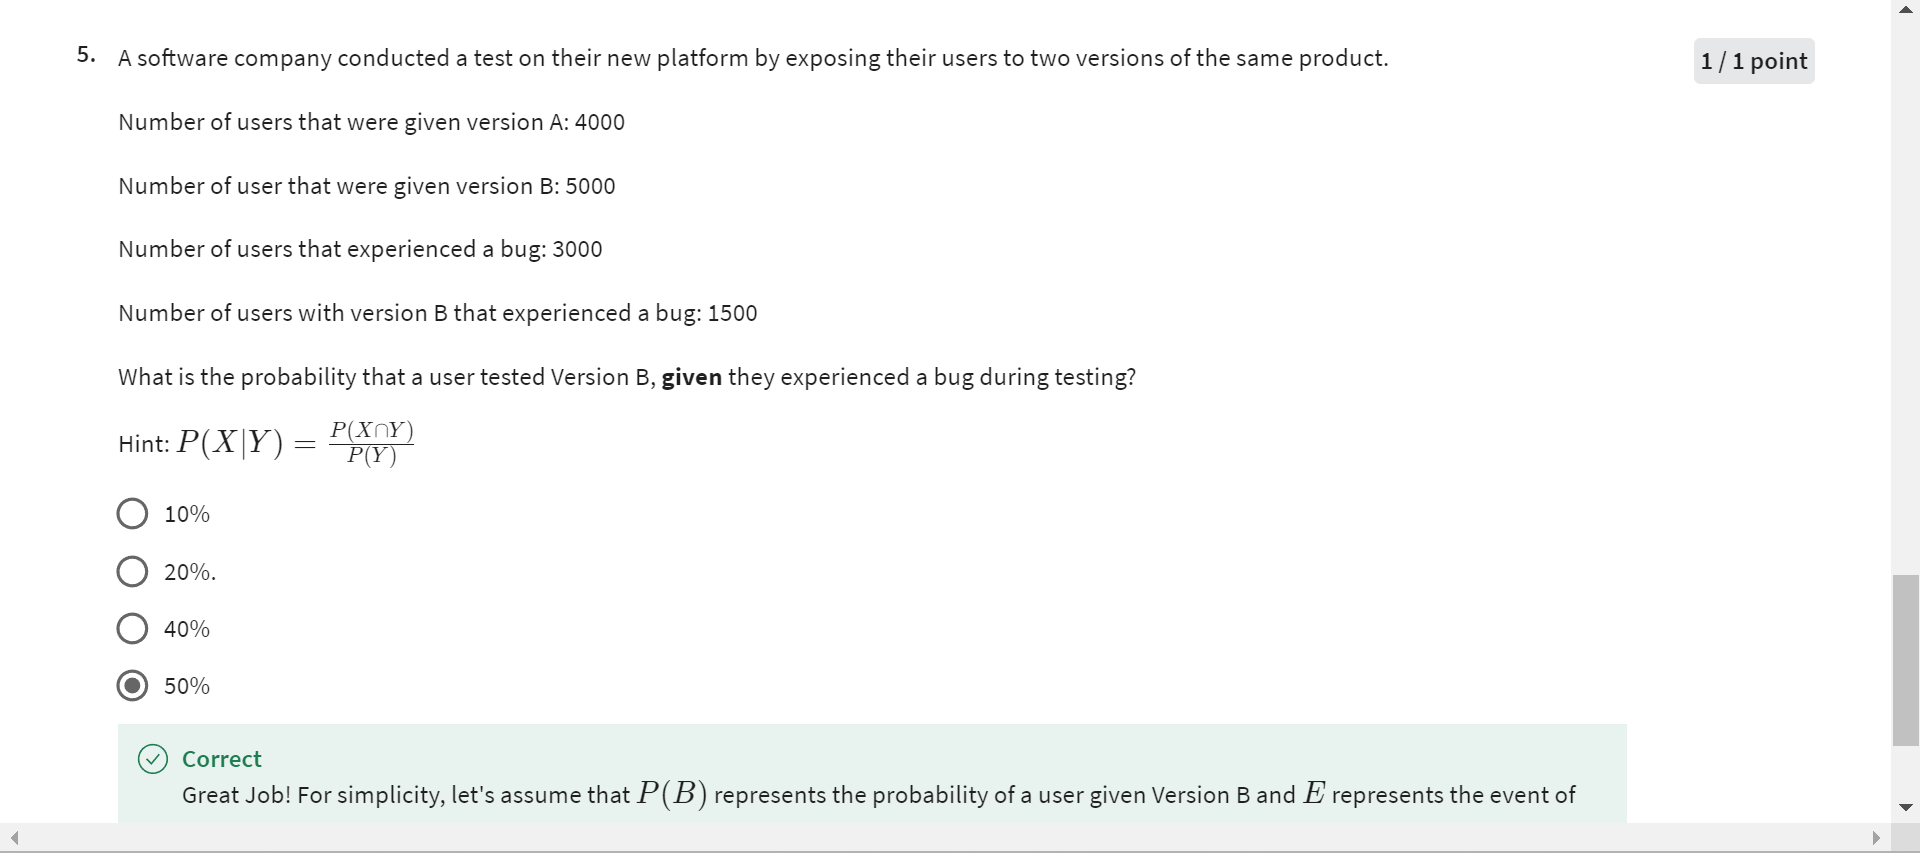 5. A software company conducted a test on their new platform by exposing their users to two versions of the same product.
1 / 1 point
Number of users that were given version A: 4000
Number of user that were given version B: 5000
Number of users that experienced a bug: 3000
Number of users with version B that experienced a bug: 1500
What is the probability that a user tested Version B, given they experienced a bug during testing?
Hint: P(X|Y) = P(X∩Y) / P(Y)
10%
20%.
40%
50%
Correct
Great Job! For simplicity, let's assume that P(B) represents the probability of a user given Version B and E represents the event of